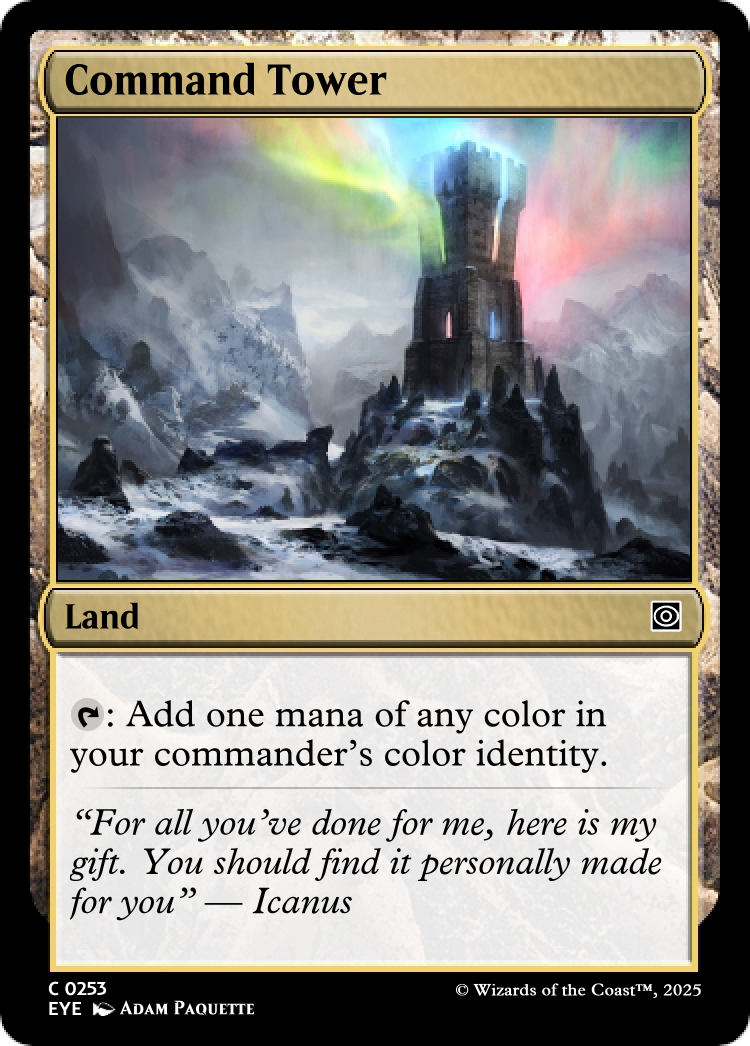 Command Tower
Land
: Add one mana of any color in
your commander’s color identity.
“For all you’ve done for me, here is my
gift. You should find it personally made
for you” — Icanus
C 0253
© Wizards of the Coast™, 2025
EYE Adam Paquette